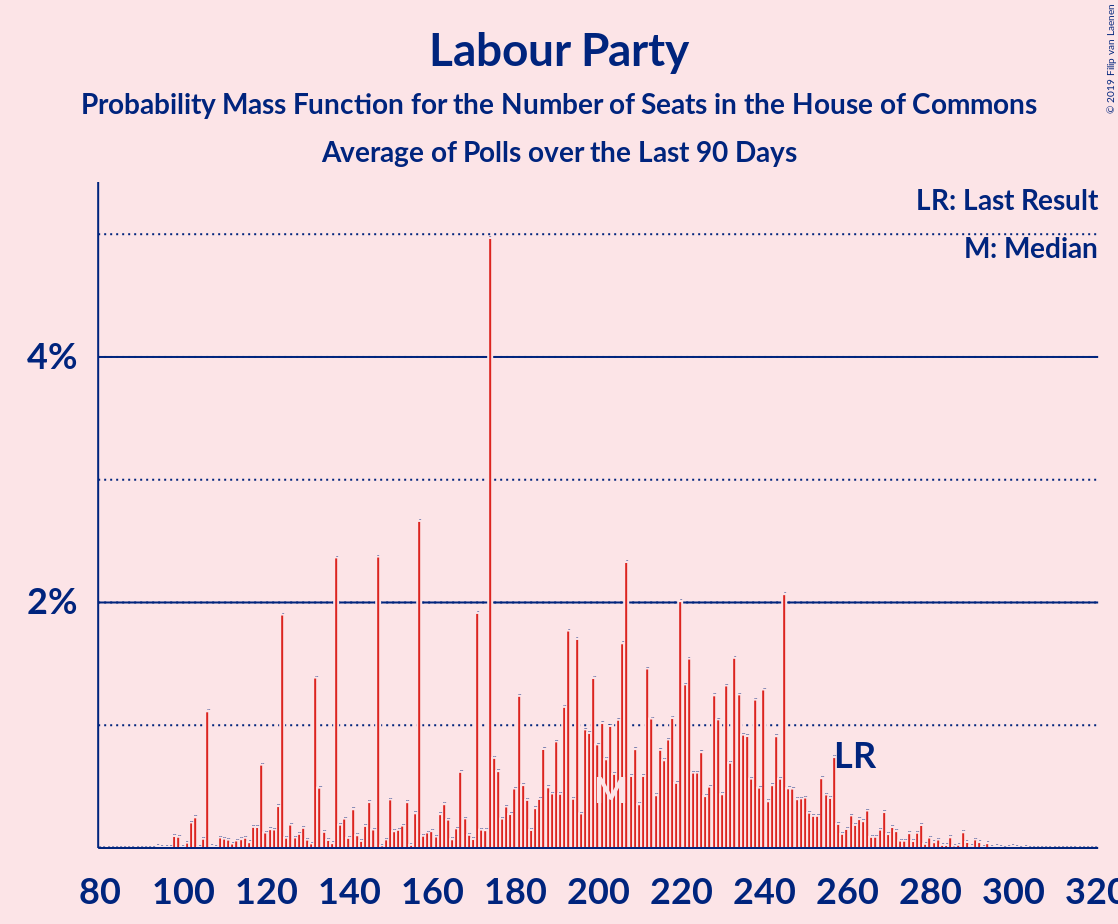 Labour Party
Probability Mass Function for the Number of Seats in the House of Commons
Average of Polls over the Last 90 Days
© 2019 Filip van Laenen
LR: Last Result
M: Median
4%
2%
LR
M
80 100 120 140 160 180 200 220 240 260 280 300 320